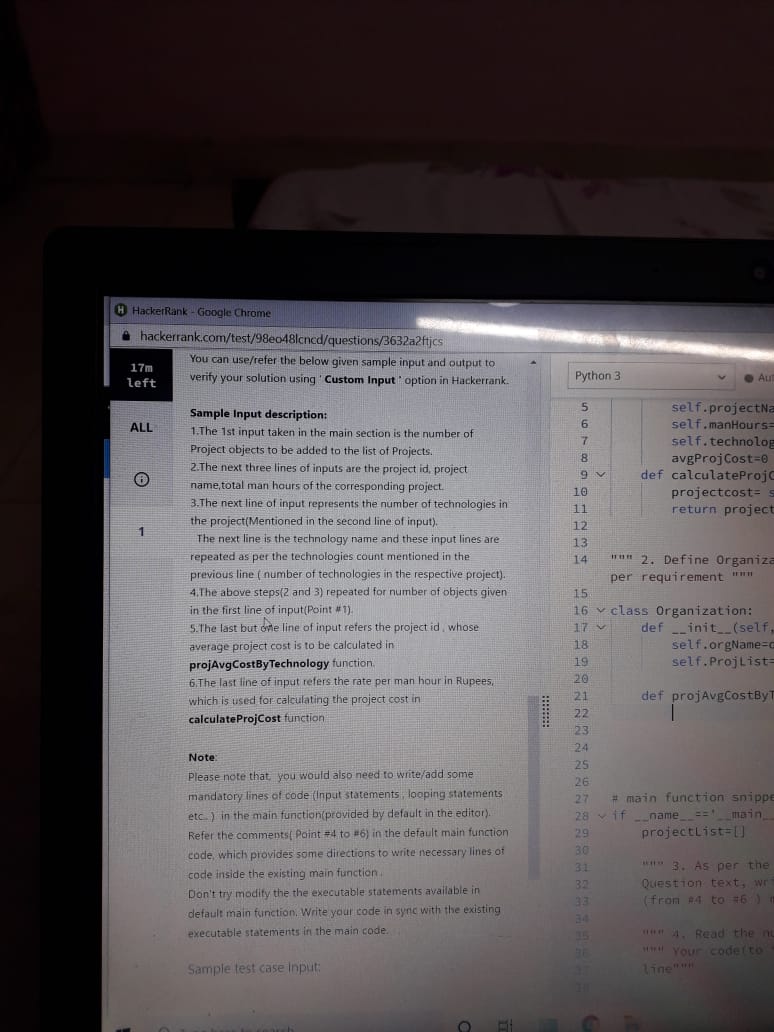 HackerRank - Google Chrome
hackerrank.com/test/98eo48lcncd/questions/3632a2ftjcs
17m
left
ALL
1
You can use/refer the below given sample input and output to
verify your solution using ' Custom Input ' option in Hackerrank.
Sample Input description:
1.The 1st input taken in the main section is the number of
Project objects to be added to the list of Projects.
2.The next three lines of inputs are the project id, project
name,total man hours of the corresponding project.
3.The next line of input represents the number of technologies in
the project(Mentioned in the second line of input).
The next line is the technology name and these input lines are
repeated as per the technologies count mentioned in the
previous line ( number of technologies in the respective project).
4.The above steps(2 and 3) repeated for number of objects given
in the first line of input(Point #1).
5.The last but one line of input refers the project id , whose
average project cost is to be calculated in
projAvgCostByTechnology function.
6.The last line of input refers the rate per man hour in Rupees,
which is used for calculating the project cost in
calculateProjCost function
Note:
Please note that, you would also need to write/add some
mandatory lines of code (Input statements , looping statements
etc.. ) in the main function(provided by default in the editor).
Refer the comments( Point #4 to #6) in the default main function
code, which provides some directions to write necessary lines of
code inside the existing main function .
Don't try modify the the executable statements available in
default main function. Write your code in sync with the existing
executable statements in the main code.
Sample test case Input:
Python 3
Aut
5 self.projectNa
6 self.manHours=
7 self.technolog
8 avgProjCost=0
9 def calculateProjC
10 projectcost= s
11 return project
12
13
14 """ 2. Define Organiza
per requirement """
15
16 class Organization:
17 def __init__(self,
18 self.orgName=o
19 self.ProjList=
20
21 def projAvgCostByT
22
23
24
25
26
27 # main function snippe
28 if __name__=='__main_
29 projectList=[]
30
31 """ 3. As per the
32 Question text, wri
33 (from #4 to #6 ) i
34
35 """ 4. Read the nu
36 """ Your code(to
37 line"""
38